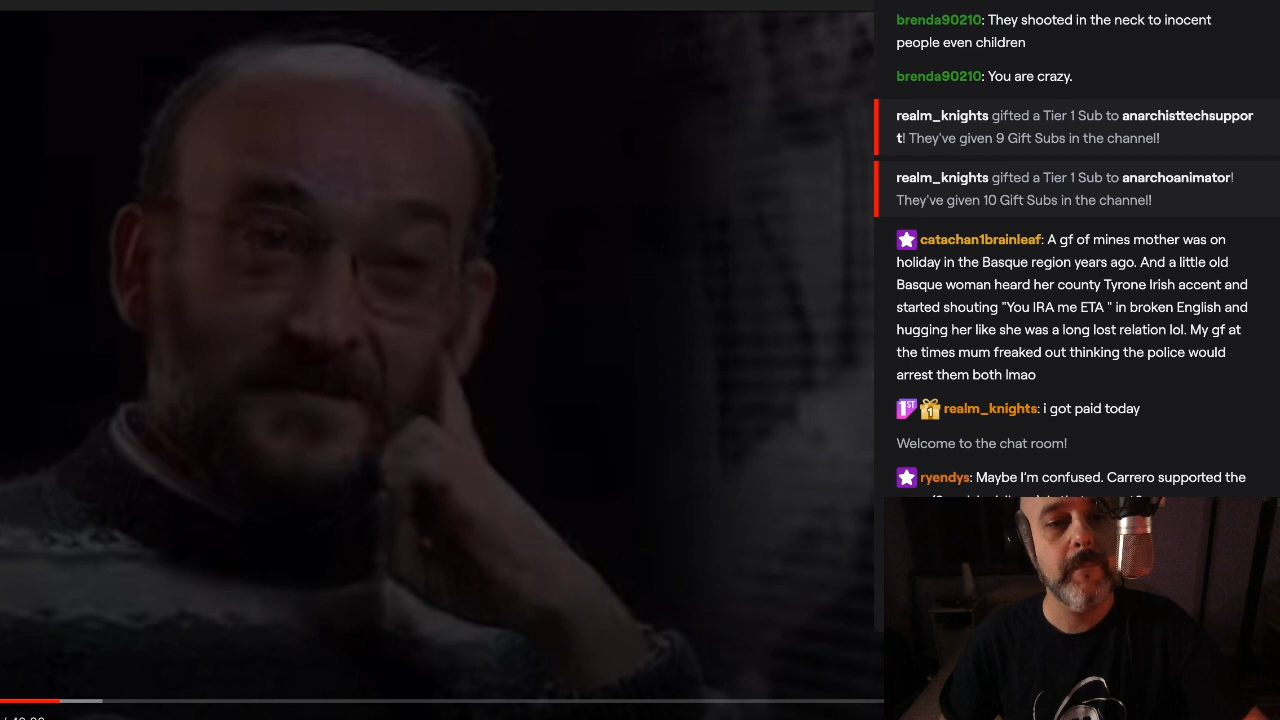 brenda90210: They shooted in the neck to inocent
people even children
brenda90210: You are crazy.
realm_knights gifted a Tier 1 Sub to anarchisttechsuppor
t! They've given 9 Gift Subs in the channel!
realm_knights gifted a Tier 1 Sub to anarchoanimator!
They've given 10 Gift Subs in the channel!
catachan1brainleaf: A gf of mines mother was on
holiday in the Basque region years ago. And a little old
Basque woman heard her county Tyrone Irish accent and
started shouting "You IRA me ETA " in broken English and
hugging her like she was a long lost relation lol. My gf at
the times mum freaked out thinking the police would
arrest them both lmao
1ST 1 realm_knights: i got paid today
Welcome to the chat room!
ryendys: Maybe I'm confused. Carrero supported the